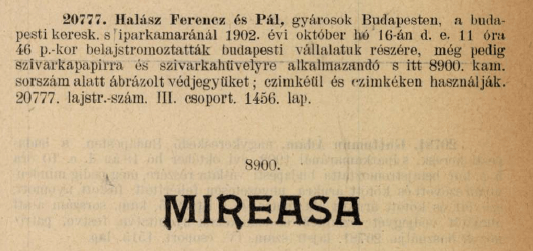 20777. Halász Ferencz és Pál, gyárosok Budapesten, a buda-
pesti keresk. s iparkamaránál 1902. évi október hó 16-án d. e. 11 óra
46 p.-kor belajstromoztatták budapesti vállalatuk részére, még pedig
szivarkapapirra és szivarkahüvelyre alkalmazandó s itt 8900. kam.
sorszám alatt ábrázolt védjegyüket; czimkéül és czimkéken használják.
20777. lajstr.-szám. III. csoport. 1456. lap.
8900.
MIREASA